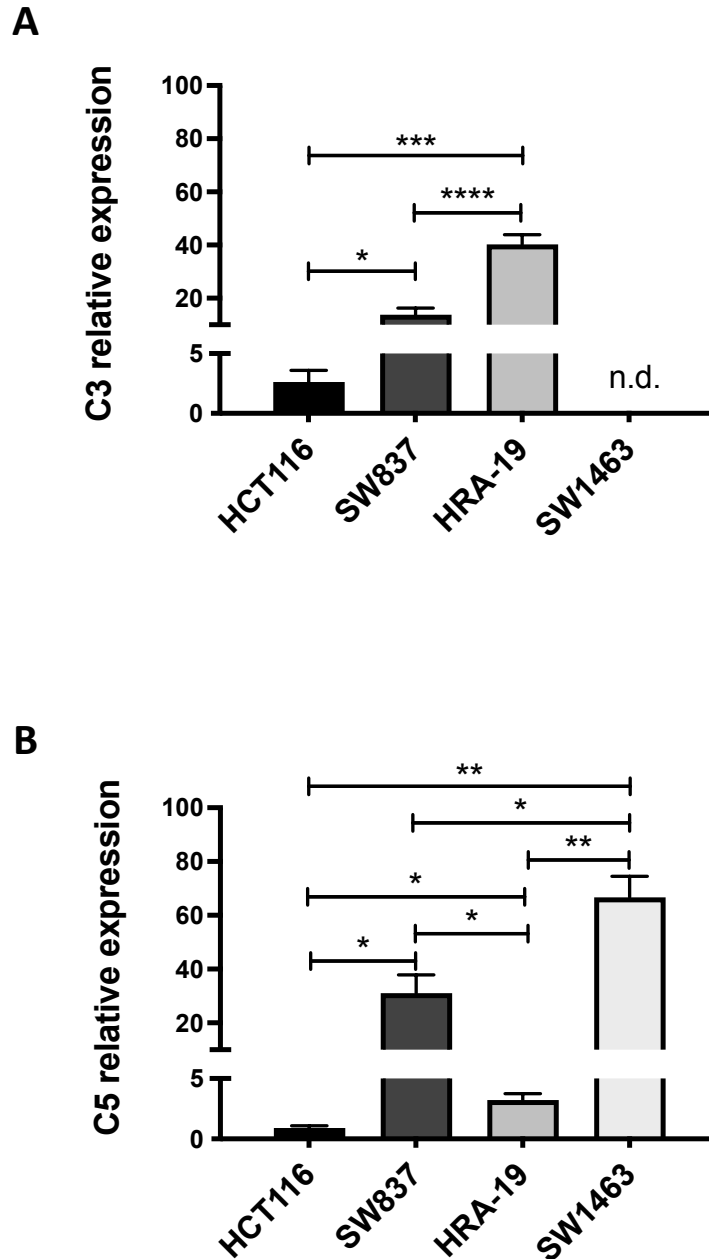 A
C3 relative expression
100
80
60
40
20
5
0
***
****
*
n.d.
HCT116
SW837
HRA-19
SW1463
B
C5 relative expression
100
80
60
40
20
5
0
**
*
**
*
*
*
HCT116
SW837
HRA-19
SW1463